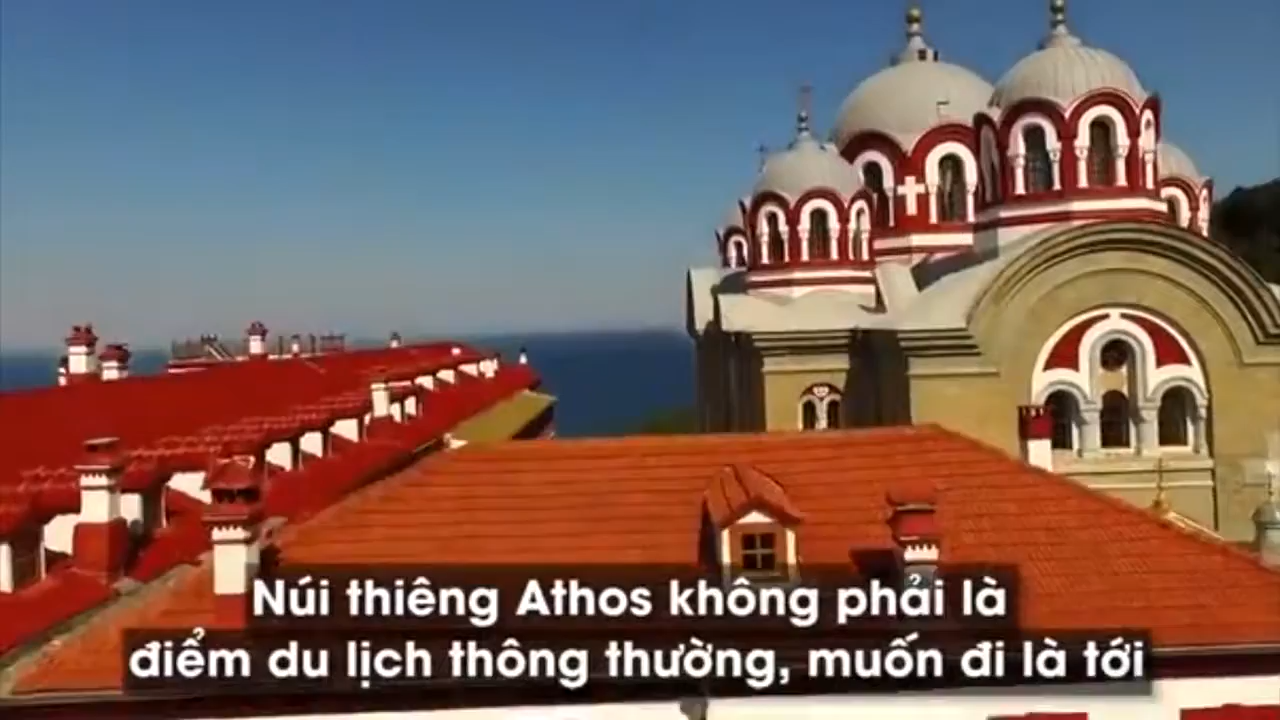 Núi thiêng Athos không phải là
điểm du lịch thông thường, muốn đi là tới